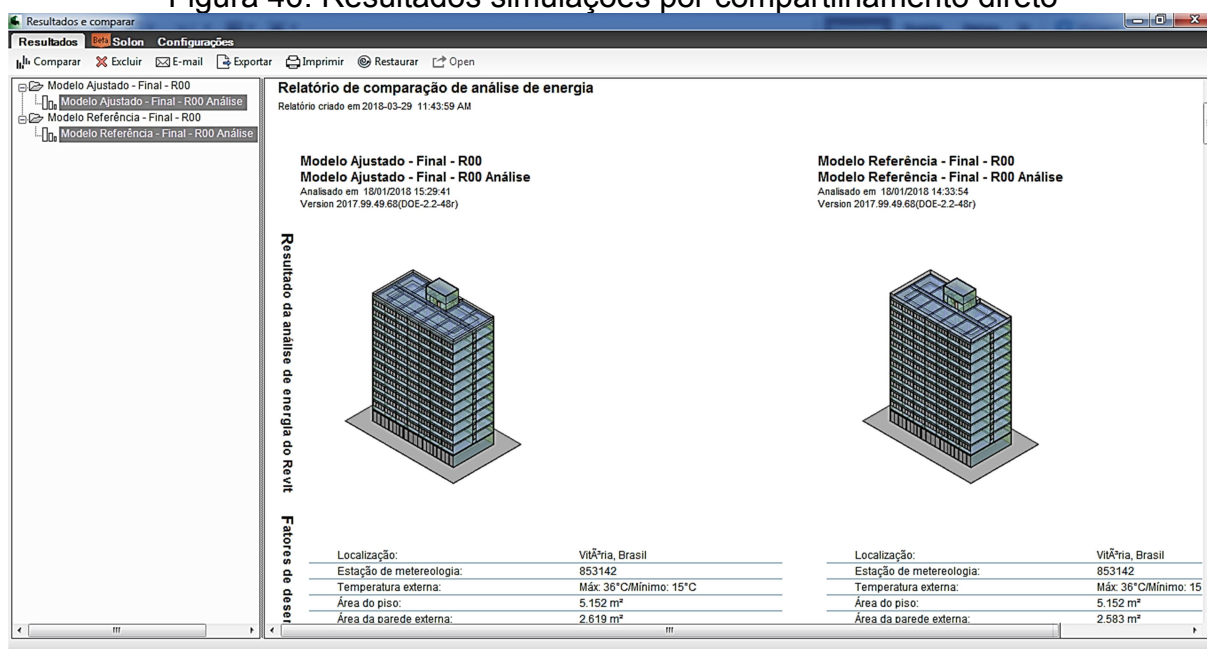 Figura 46: Resultados simulações por compartilhamento direto
Resultados e comparar
Resultados Beta Solon Configurações
Comparar Excluir E-mail Exportar Imprimir Restaurar Open
Modelo Ajustado - Final - R00
Modelo Ajustado - Final - R00 Análise
Modelo Referência - Final - R00
Modelo Referência - Final - R00 Análise
Relatório de comparação de análise de energia
Relatório criado em 2018-03-29 11:43:59 AM
Modelo Ajustado - Final - R00
Modelo Ajustado - Final - R00 Análise
Analisado em 18/01/2018 15:29:41
Version 2017.99.49.68(DOE-2.2-48r)
Modelo Referência - Final - R00
Modelo Referência - Final - R00 Análise
Analisado em 18/01/2018 14:33:54
Version 2017.99.49.68(DOE-2.2-48r)
Resultado da análise de energia do Revit
Fatores de deser
Localização: VitÃ³ria, Brasil
Estação de metereologia: 853142
Temperatura externa: Máx: 36°C/Mínimo: 15°C
Área do piso: 5.152 m²
Área da parede externa: 2.619 m²
Localização: VitÃ³ria, Brasil
Estação de metereologia: 853142
Temperatura externa: Máx: 36°C/Mínimo: 15
Área do piso: 5.152 m²
Área da parede externa: 2.583 m²